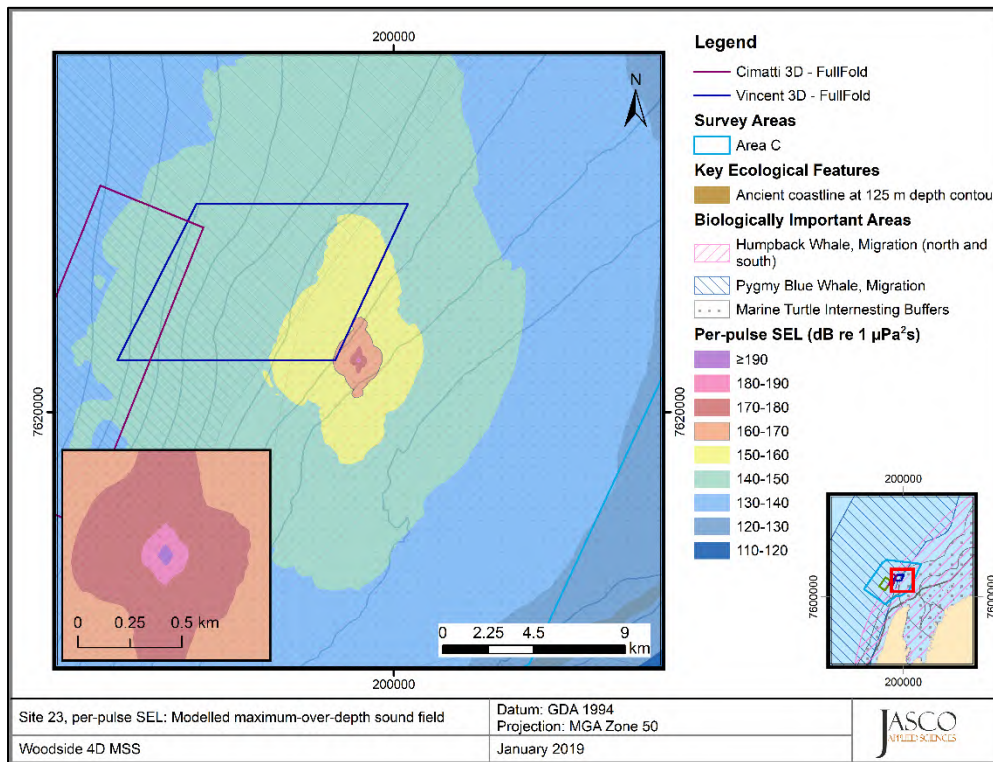 200000
N
7620000
7620000
0 0.25 0.5 km
0 2.25 4.5 9
km
200000
Legend
Cimatti 3D - FullFold
Vincent 3D - FullFold
Survey Areas
Area C
Key Ecological Features
Ancient coastline at 125 m depth contou
Biologically Important Areas
Humpback Whale, Migration (north and
south)
Pygmy Blue Whale, Migration
Marine Turtle Internesting Buffers
Per-pulse SEL (dB re 1 µPa²s)
≥190
180-190
170-180
160-170
150-160
140-150
130-140
120-130
110-120
200000
7600000
7600000
200000
Site 23, per-pulse SEL: Modelled maximum-over-depth sound field
Datum: GDA 1994
Projection: MGA Zone 50
Woodside 4D MSS
January 2019
JASCO
APPLIED SCIENCES